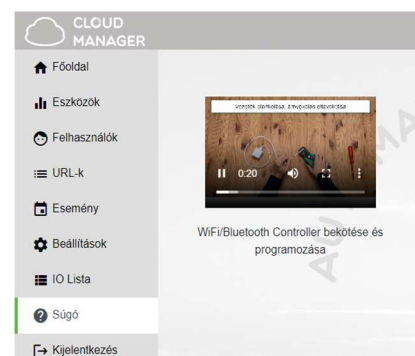 CLOUD
MANAGER
Főoldal
Eszközök
Felhasználók
URL-k
Esemény
Beállítások
IO Lista
Súgó
Kijelentkezés
0:20
WiFi/Bluetooth Controller bekötése és
programozása